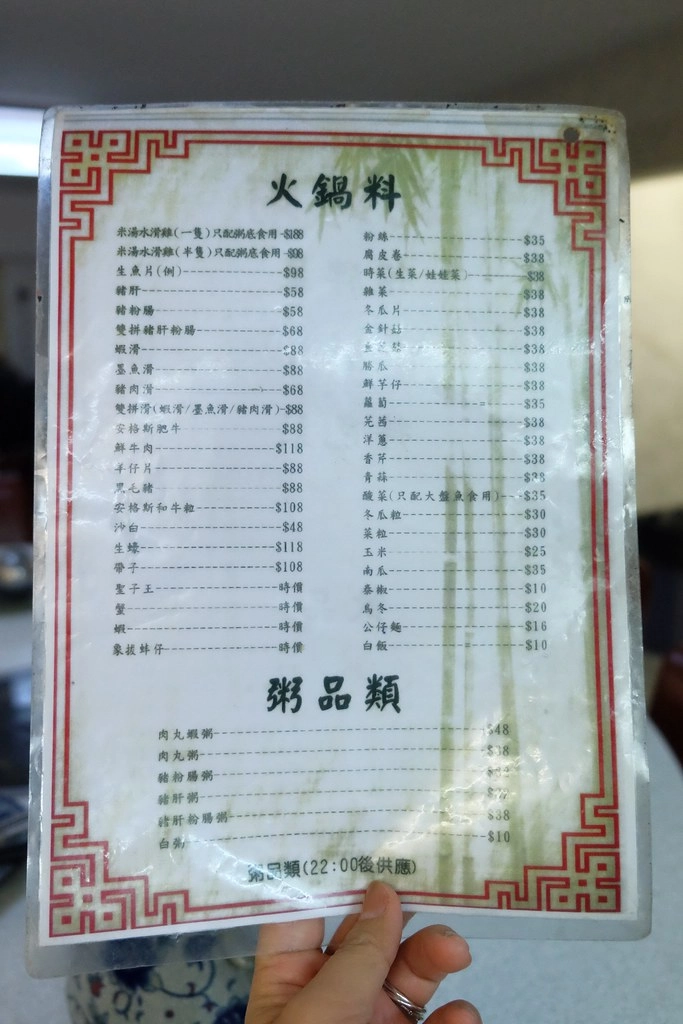 火鍋料
米湯水滑雞(一隻)只配粥底食用-$188
米湯水滑雞(半隻)只配粥底食用-$98
生魚片(例)-$98
豬肝-$58
豬粉腸-$58
雙拼豬肝粉腸-$68
蝦滑-$88
墨魚滑-$88
豬肉滑-$68
雙拼滑(蝦滑/墨魚滑/豬肉滑)-$88
安格斯肥牛-$88
鮮牛肉-$118
羊仔片-$88
黑毛豬-$88
安格斯和牛粒-$108
沙白-$48
生蠔-$118
帶子-$108
聖子王-時價
蟹-時價
蝦-時價
象拔蚌仔-時價
粉絲-$35
腐皮卷-$38
時菜(生菜/娃娃菜)-$38
雜菜-$38
冬瓜片-$38
金針菇-$38
$38
勝瓜-$38
鮮芋仔-$38
蘿蔔-$35
芫茜-$38
洋蔥-$38
香芹-$38
青蒜-$38
酸菜(只配大盤魚食用)-$35
冬瓜粒-$30
菜粒-$30
玉米-$25
南瓜-$35
泰椒-$10
烏冬-$20
公仔麵-$16
白飯-$10
粥品類
肉丸蝦粥-$48
肉丸粥-$38
豬粉腸粥
豬肝粥
豬肝粉腸粥-$38
白粥-$10
粥品類(22:00後供應)